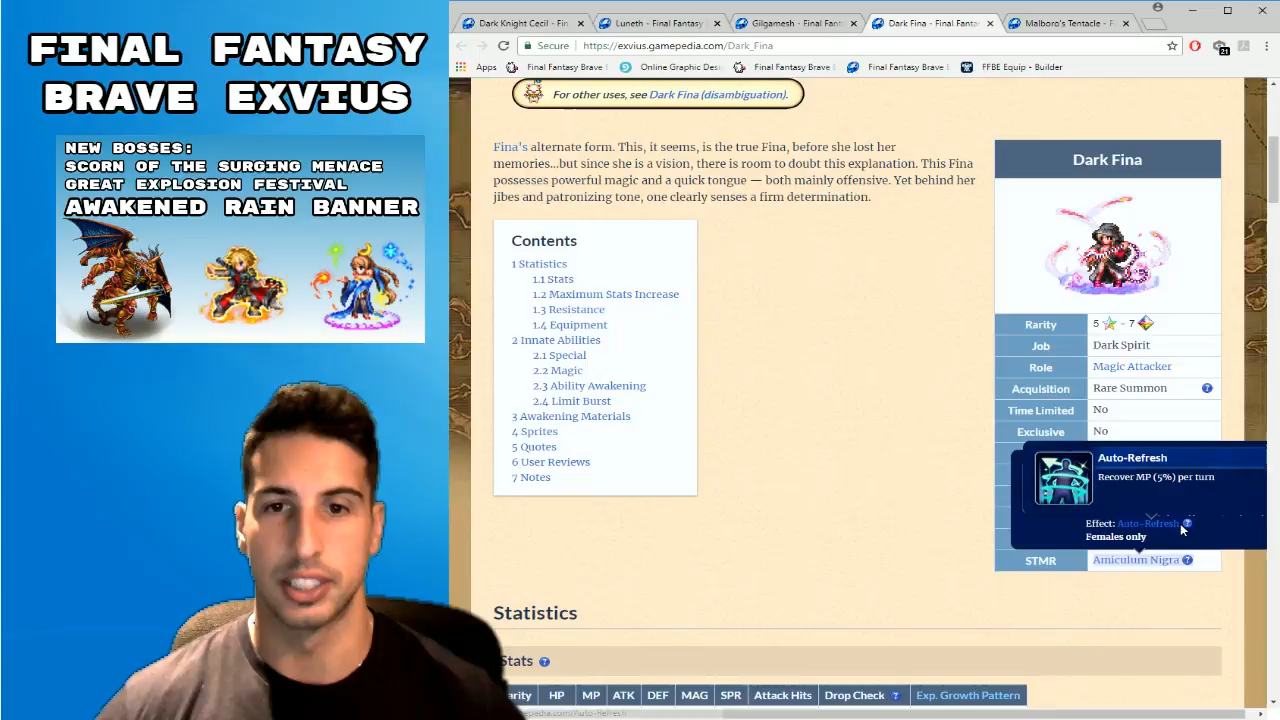 FINAL FANTASY
BRAVE EXVIUS
NEW BOSSES:
SCORN OF THE SURGING MENACE
GREAT EXPLOSION FESTIVAL
AWAKENED RAIN BANNER
Dark Knight Cecil - Fin
Luneth - Final Fantasy
Gilgamesh - Final Fant
Dark Fina - Final Fanta
Malboro's Tentacle - F
Secure
https://exvius.gamepedia.com/Dark_Fina
21
Apps
Final Fantasy Brave
Online Graphic Des
Final Fantasy Brave
Final Fantasy Brave
FFBE Equip - Builder
For other uses, see Dark Fina (disambiguation).
Fina's alternate form. This, it seems, is the true Fina, before she lost her
memories...but since she is a vision, there is room to doubt this explanation. This Fina
possesses powerful magic and a quick tongue — both mainly offensive. Yet behind her
jibes and patronizing tone, one clearly senses a firm determination.
Contents
1 Statistics
1.1 Stats
1.2 Maximum Stats Increase
1.3 Resistance
1.4 Equipment
2 Innate Abilities
2.1 Special
2.2 Magic
2.3 Ability Awakening
2.4 Limit Burst
3 Awakening Materials
4 Sprites
5 Quotes
6 User Reviews
7 Notes
Dark Fina
Rarity 5 - 7
Job Dark Spirit
Role Magic Attacker
Acquisition Rare Summon
Time Limited No
Exclusive No
Auto-Refresh
Recover MP (5%) per turn
Effect: Auto-Refresh
Females only
STMR Amiculum Nigra
Statistics
Stats
arity HP MP ATK DEF MAG SPR Attack Hits Drop Check Exp. Growth Pattern